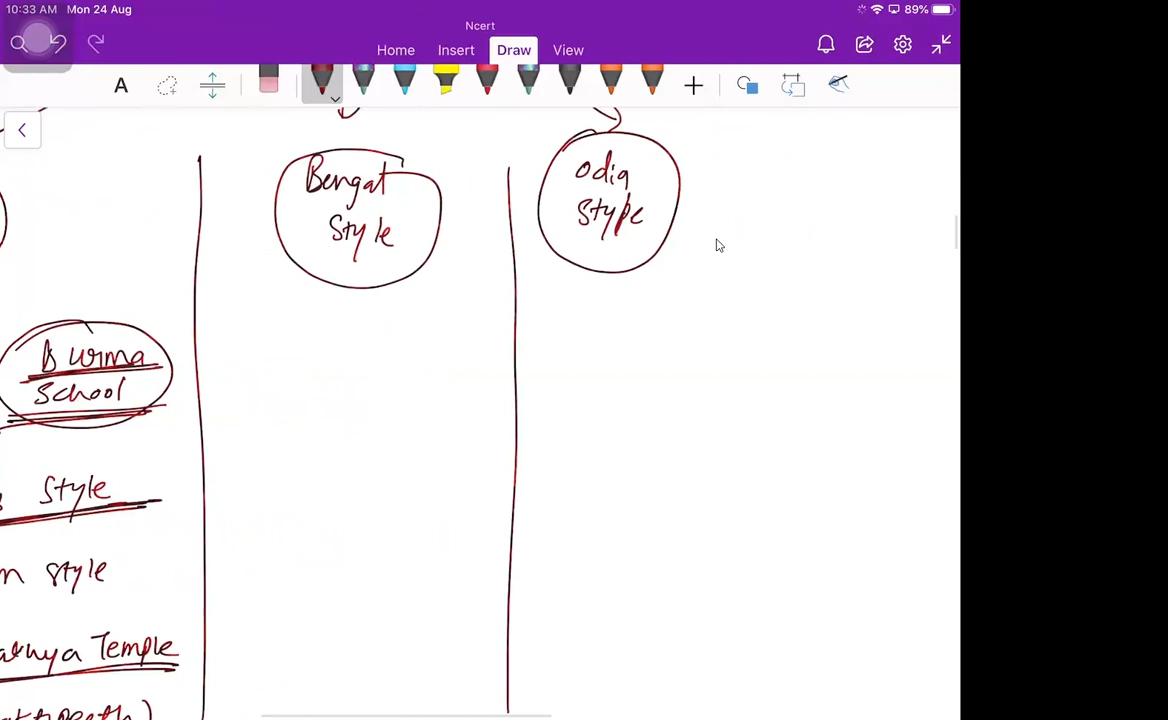 10:33 AM Mon 24 Aug
89%
Ncert
Home Insert Draw View
A
Bengal
Style
Odia
Stype
Burma
School
Style
Style
Temple